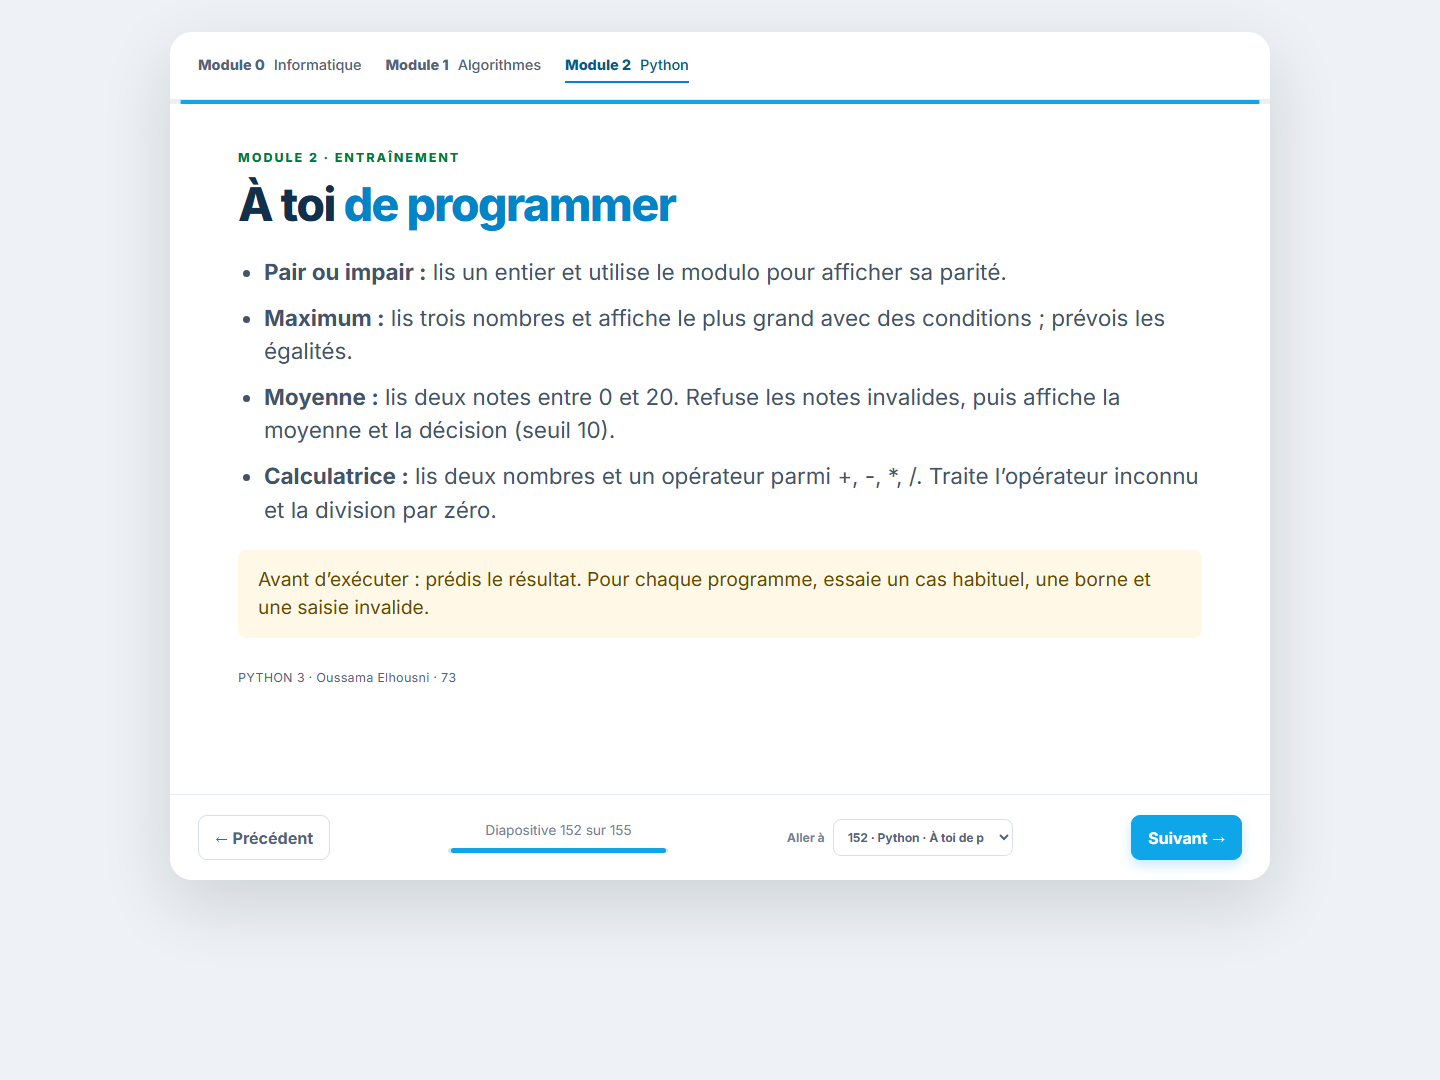 Module 0 Informatique Module 1 Algorithmes Module 2 Python
MODULE 2 · ENTRAÎNEMENT
À toi de programmer
• Pair ou impair : lis un entier et utilise le modulo pour afficher sa parité.
• Maximum : lis trois nombres et affiche le plus grand avec des conditions ; prévois les
égalités.
• Moyenne : lis deux notes entre 0 et 20. Refuse les notes invalides, puis affiche la
moyenne et la décision (seuil 10).
• Calculatrice : lis deux nombres et un opérateur parmi +, -, *, /. Traite l’opérateur inconnu
et la division par zéro.
Avant d’exécuter : prédis le résultat. Pour chaque programme, essaie un cas habituel, une borne et
une saisie invalide.
PYTHON 3 · Oussama Elhousni · 73
← Précédent
Diapositive 152 sur 155
Aller à
152 · Python · À toi de p
Suivant →